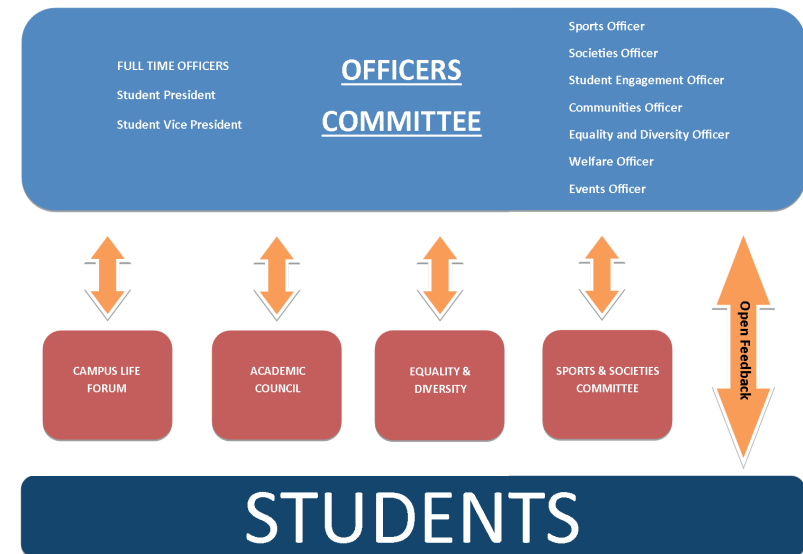 FULL TIME OFFICERS
Student President
Student Vice President
OFFICERS
COMMITTEE
Sports Officer
Societies Officer
Student Engagement Officer
Communities Officer
Equality and Diversity Officer
Welfare Officer
Events Officer
CAMPUS LIFE
FORUM
ACADEMIC
COUNCIL
EQUALITY &
DIVERSITY
SPORTS & SOCIETIES
COMMITTEE
Open Feedback
STUDENTS